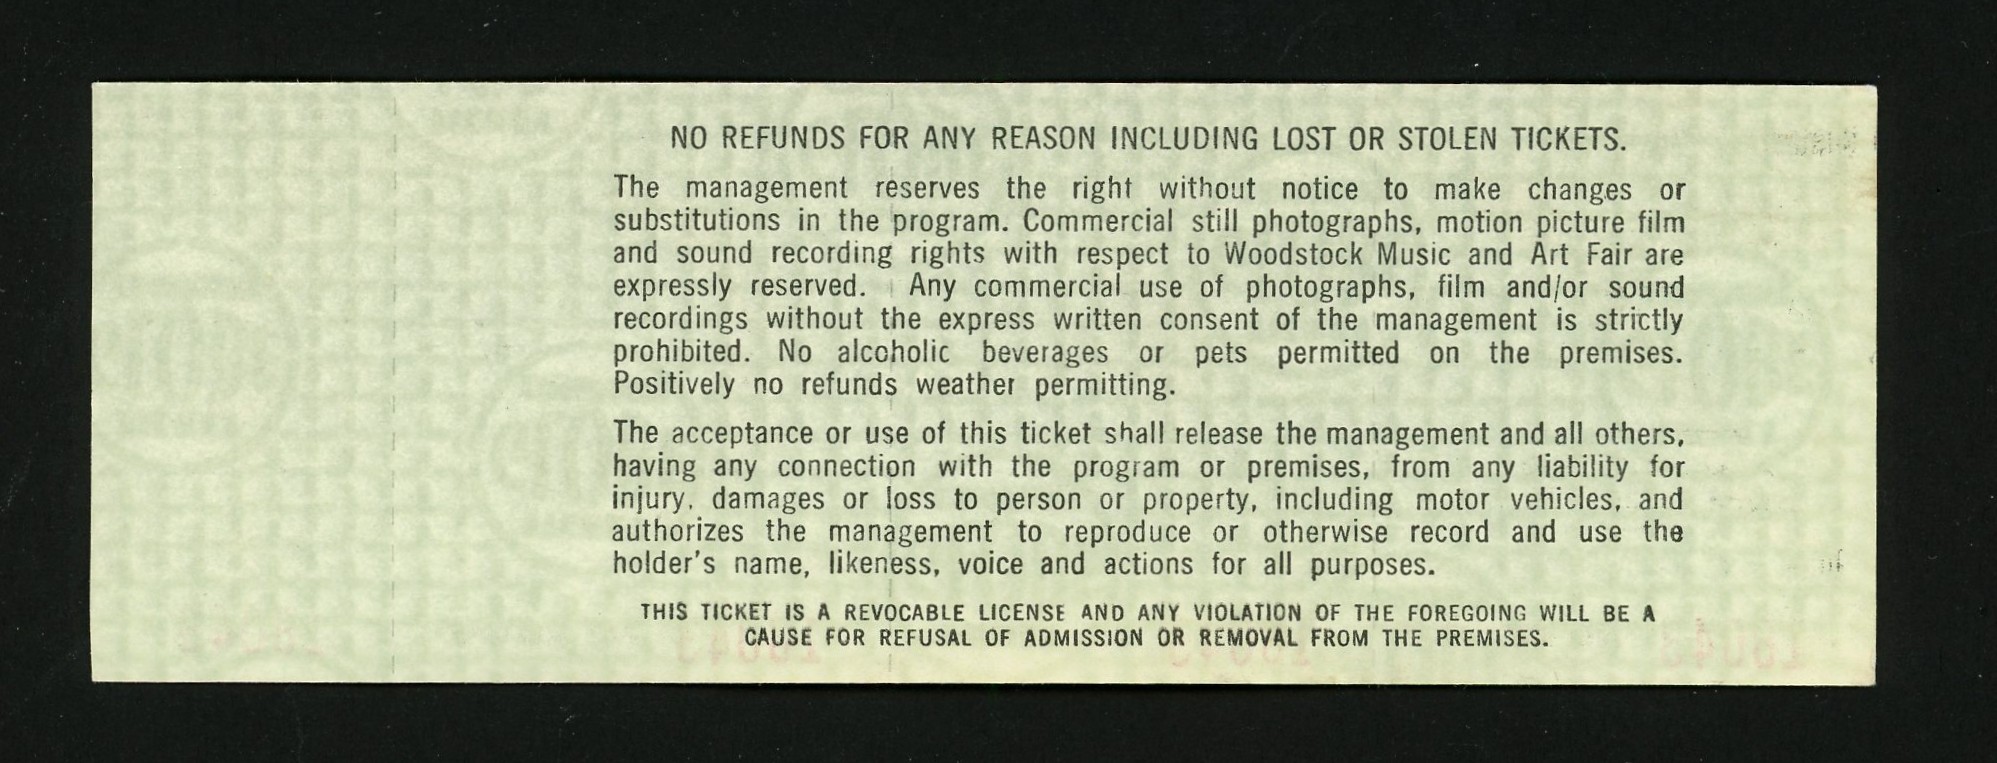 NO REFUNDS FOR ANY REASON INCLUDING LOST OR STOLEN TICKETS.
The management reserves the right without notice to make changes or
substitutions in the program. Commercial still photographs, motion picture film
and sound recording rights with respect to Woodstock Music and Art Fair are
expressly reserved. Any commercial use of photographs, film and/or sound
recordings without the express written consent of the management is strictly
prohibited. No alcoholic beverages or pets permitted on the premises.
Positively no refunds weather permitting.
The acceptance or use of this ticket shall release the management and all others,
having any connection with the program or premises, from any liability for
injury, damages or loss to person or property, including motor vehicles, and
authorizes the management to reproduce or otherwise record and use the
holder's name, likeness, voice and actions for all purposes.
THIS TICKET IS A REVOCABLE LICENSE AND ANY VIOLATION OF THE FOREGOING WILL BE A
CAUSE FOR REFUSAL OF ADMISSION OR REMOVAL FROM THE PREMISES.